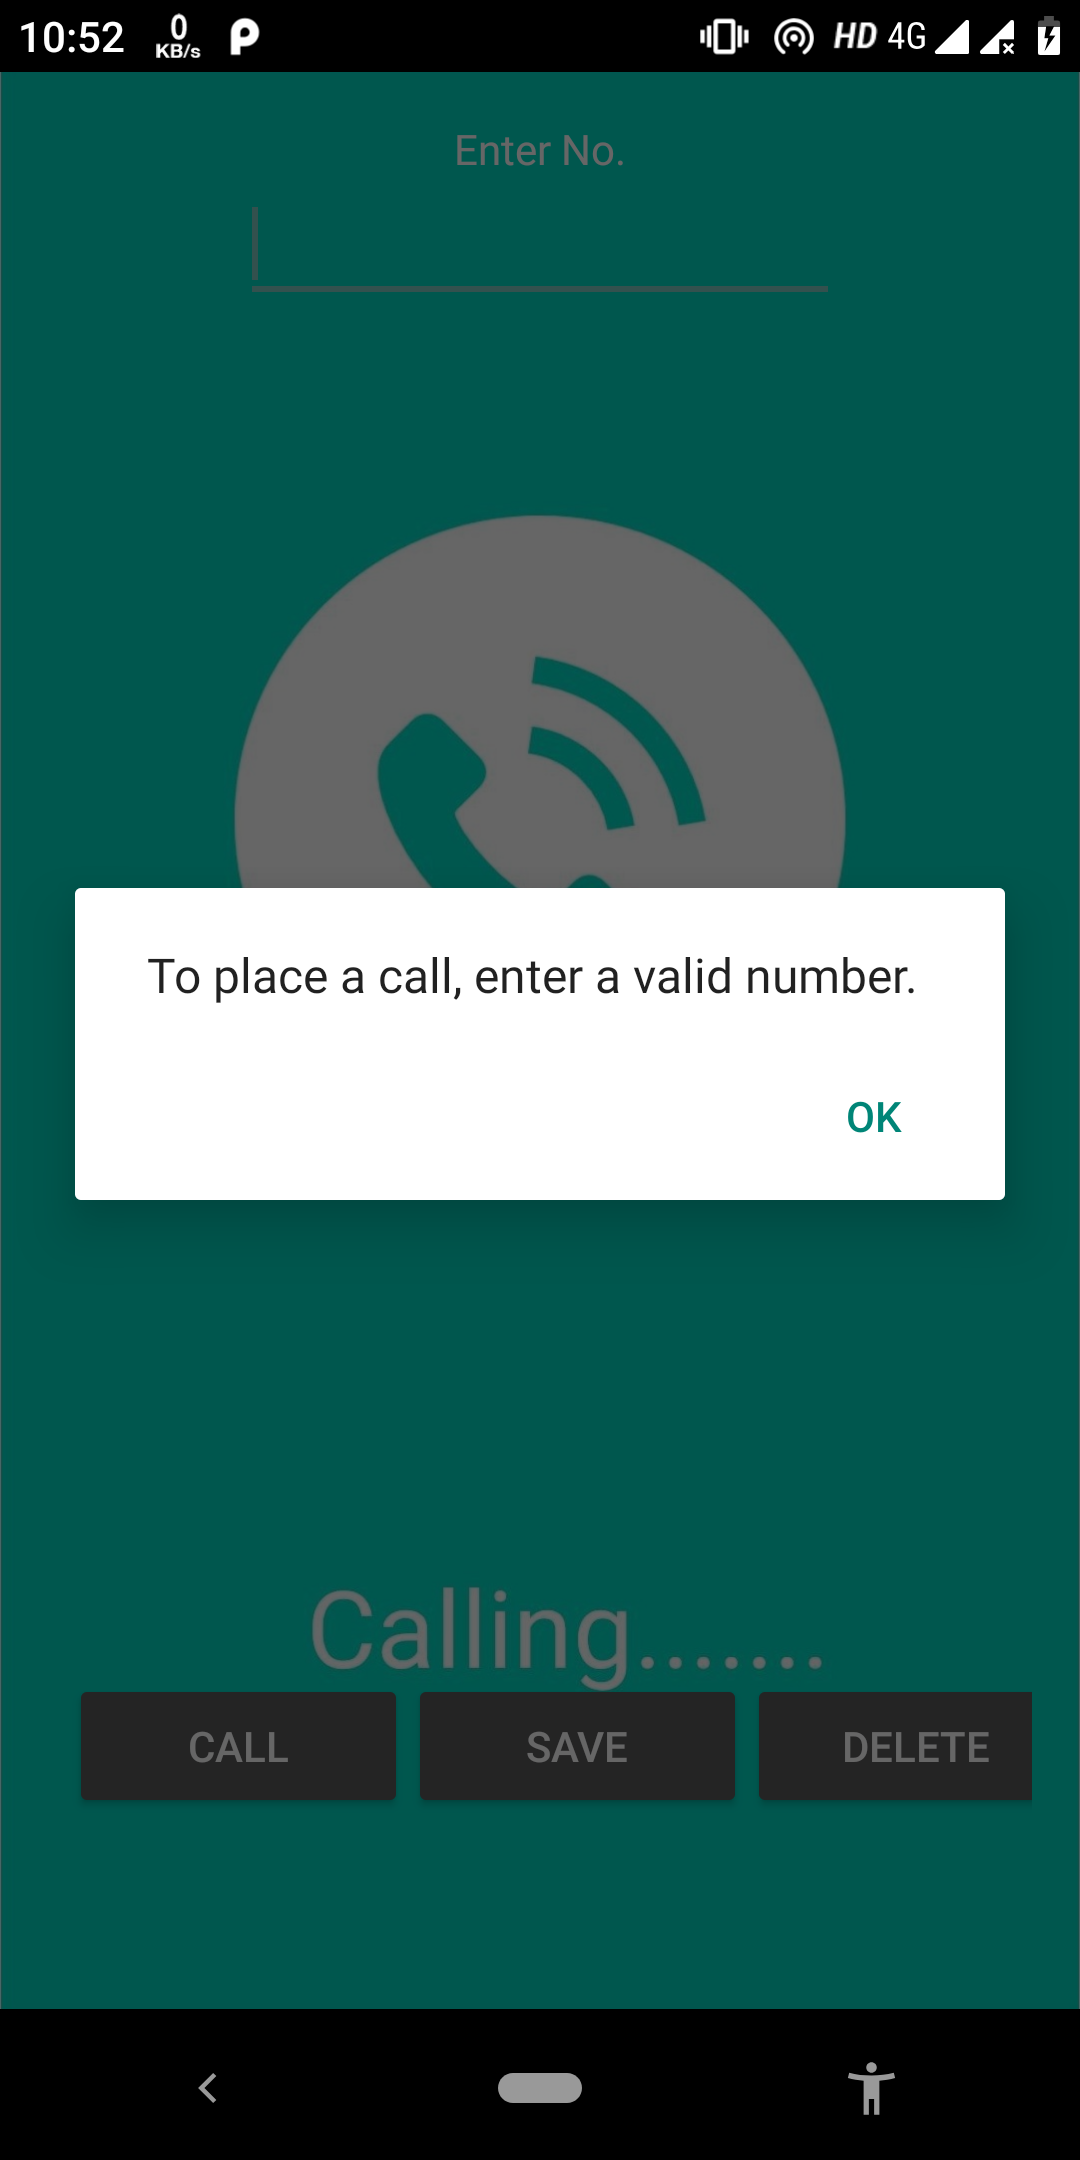 10:52 0 KB/s HD 4G
Enter No.
To place a call, enter a valid number.
OK
Calling.......
CALL SAVE DELETE